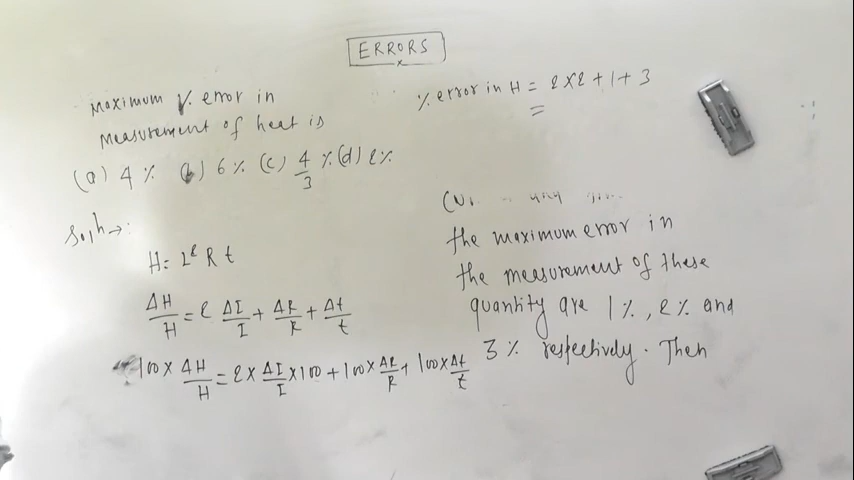 ERRORS
Maximum % error in
measurement of heat is
(a) 4 % (b) 6 % (c) 4/3 % (d) 2%
Solh →:
H = I² R t
ΔH/H = 2 ΔI/I + ΔR/R + Δt/t
100 × ΔH/H = 2 × ΔI/I × 100 + 100 × ΔR/R + 100 × Δt/t
% error in H = 2 × 2 + 1 + 3
=
and
the maximum error in
the measurement of these
quantity are 1 %, 2 % and
3 % respectively. Then